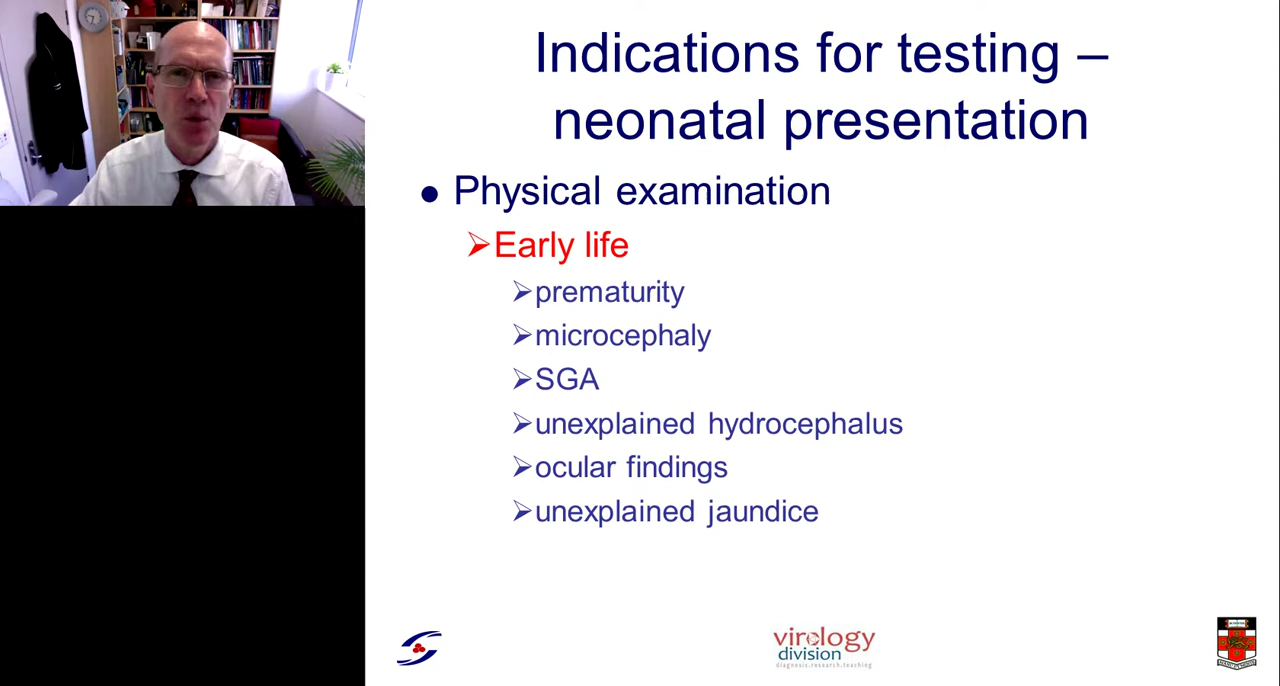 Indications for testing –
neonatal presentation
● Physical examination
➢Early life
➢prematurity
➢microcephaly
➢SGA
➢unexplained hydrocephalus
➢ocular findings
➢unexplained jaundice
virology
division
diagnosis.research.teaching